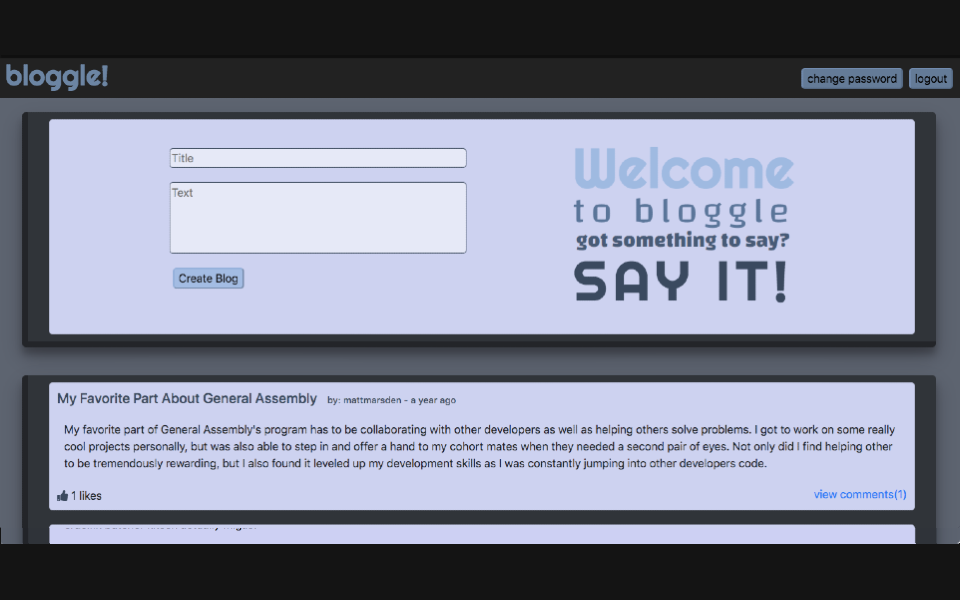 bloggle!
change password
logout
Title
Text
Create Blog
Welcome
to bloggle
got something to say?
SAY IT!
My Favorite Part About General Assembly by: mattmarsden - a year ago
My favorite part of General Assembly's program has to be collaborating with other developers as well as helping others solve problems. I got to work on some really
cool projects personally, but was also able to step in and offer a hand to my cohort mates when they needed a second pair of eyes. Not only did I find helping other
to be tremendously rewarding, but I also found it leveled up my development skills as I was constantly jumping into other developers code.
1 likes
view comments(1)